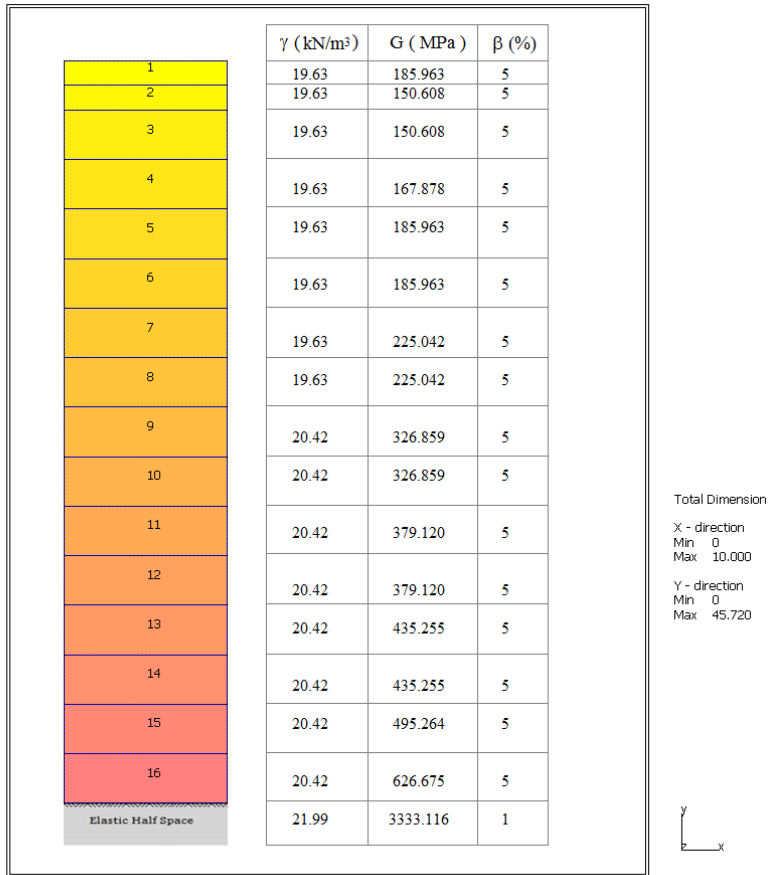 γ ( kN/m³) G ( MPa ) β (%)
1 19.63 185.963 5
2 19.63 150.608 5
3 19.63 150.608 5
4 19.63 167.878 5
5 19.63 185.963 5
6 19.63 185.963 5
7 19.63 225.042 5
8 19.63 225.042 5
9 20.42 326.859 5
10 20.42 326.859 5
11 20.42 379.120 5
12 20.42 379.120 5
13 20.42 435.255 5
14 20.42 435.255 5
15 20.42 495.264 5
16 20.42 626.675 5
Elastic Half Space 21.99 3333.116 1
Total Dimension
X - direction
Min 0
Max 10.000
Y - direction
Min 0
Max 45.720
y
z x